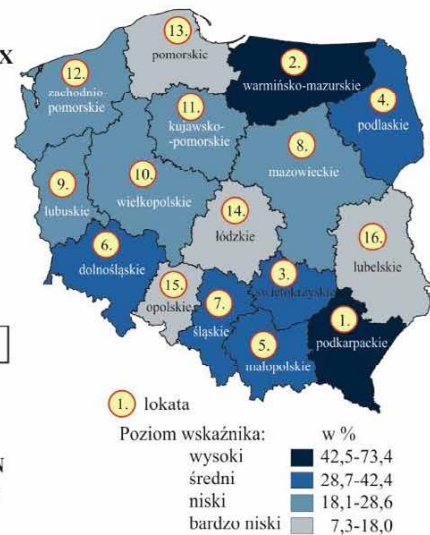 X
13.
pomorskie
2.
warmińsko-mazurskie
12.
zachodnio-
pomorskie
4.
podlaskie
11.
kujawsko-
-pomorskie
8.
mazowieckie
9.
lubuskie
10.
wielkopolskie
14.
łódzkie
16.
lubelskie
6.
dolnośląskie
15.
opolskie
7.
śląskie
3.
świętokrzyskie
5.
małopolskie
1.
podkarpackie
1. lokata
Poziom wskaźnika: w %
wysoki 42,5-73,4
średni 28,7-42,4
niski 18,1-28,6
bardzo niski 7,3-18,0